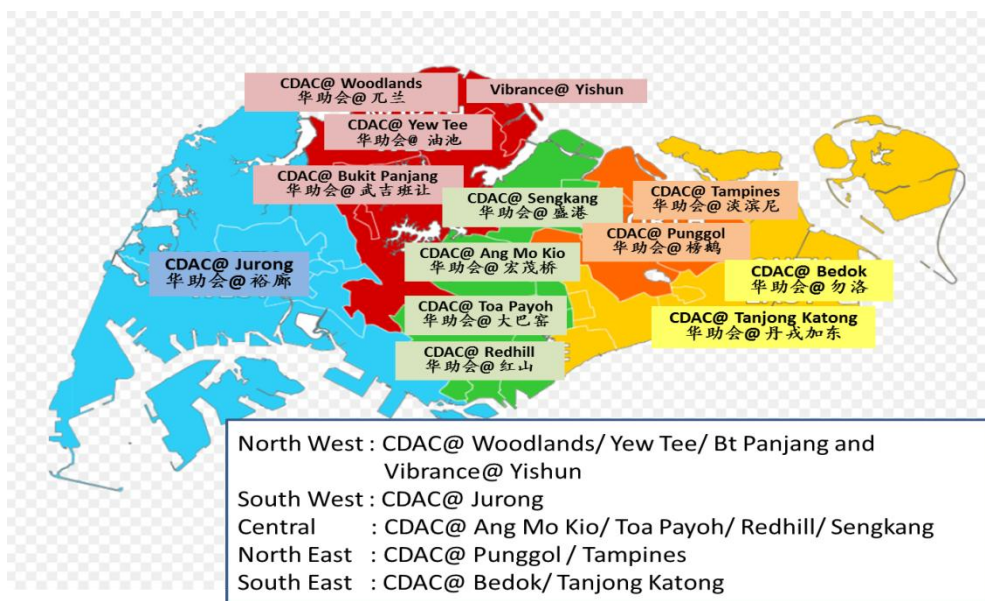 CDAC@ Woodlands
华助会@ 兀兰
Vibrance@ Yishun
CDAC@ Yew Tee
华助会@ 油池
CDAC@ Bukit Panjang
华助会@ 武吉班让
CDAC@ Sengkang
华助会@ 盛港
CDAC@ Tampines
华助会@ 淡滨尼
CDAC@ Punggol
华助会@ 榜鹅
CDAC@ Ang Mo Kio
华助会@ 宏茂桥
CDAC@ Jurong
华助会@ 裕廊
CDAC@ Bedok
华助会@ 勿洛
CDAC@ Toa Payoh
华助会@ 大巴窑
CDAC@ Tanjong Katong
华助会@ 丹戎加东
CDAC@ Redhill
华助会@ 红山
North West : CDAC@ Woodlands/ Yew Tee/ Bt Panjang and
Vibrance@ Yishun
South West : CDAC@ Jurong
Central : CDAC@ Ang Mo Kio/ Toa Payoh/ Redhill/ Sengkang
North East : CDAC@ Punggol / Tampines
South East : CDAC@ Bedok/ Tanjong Katong